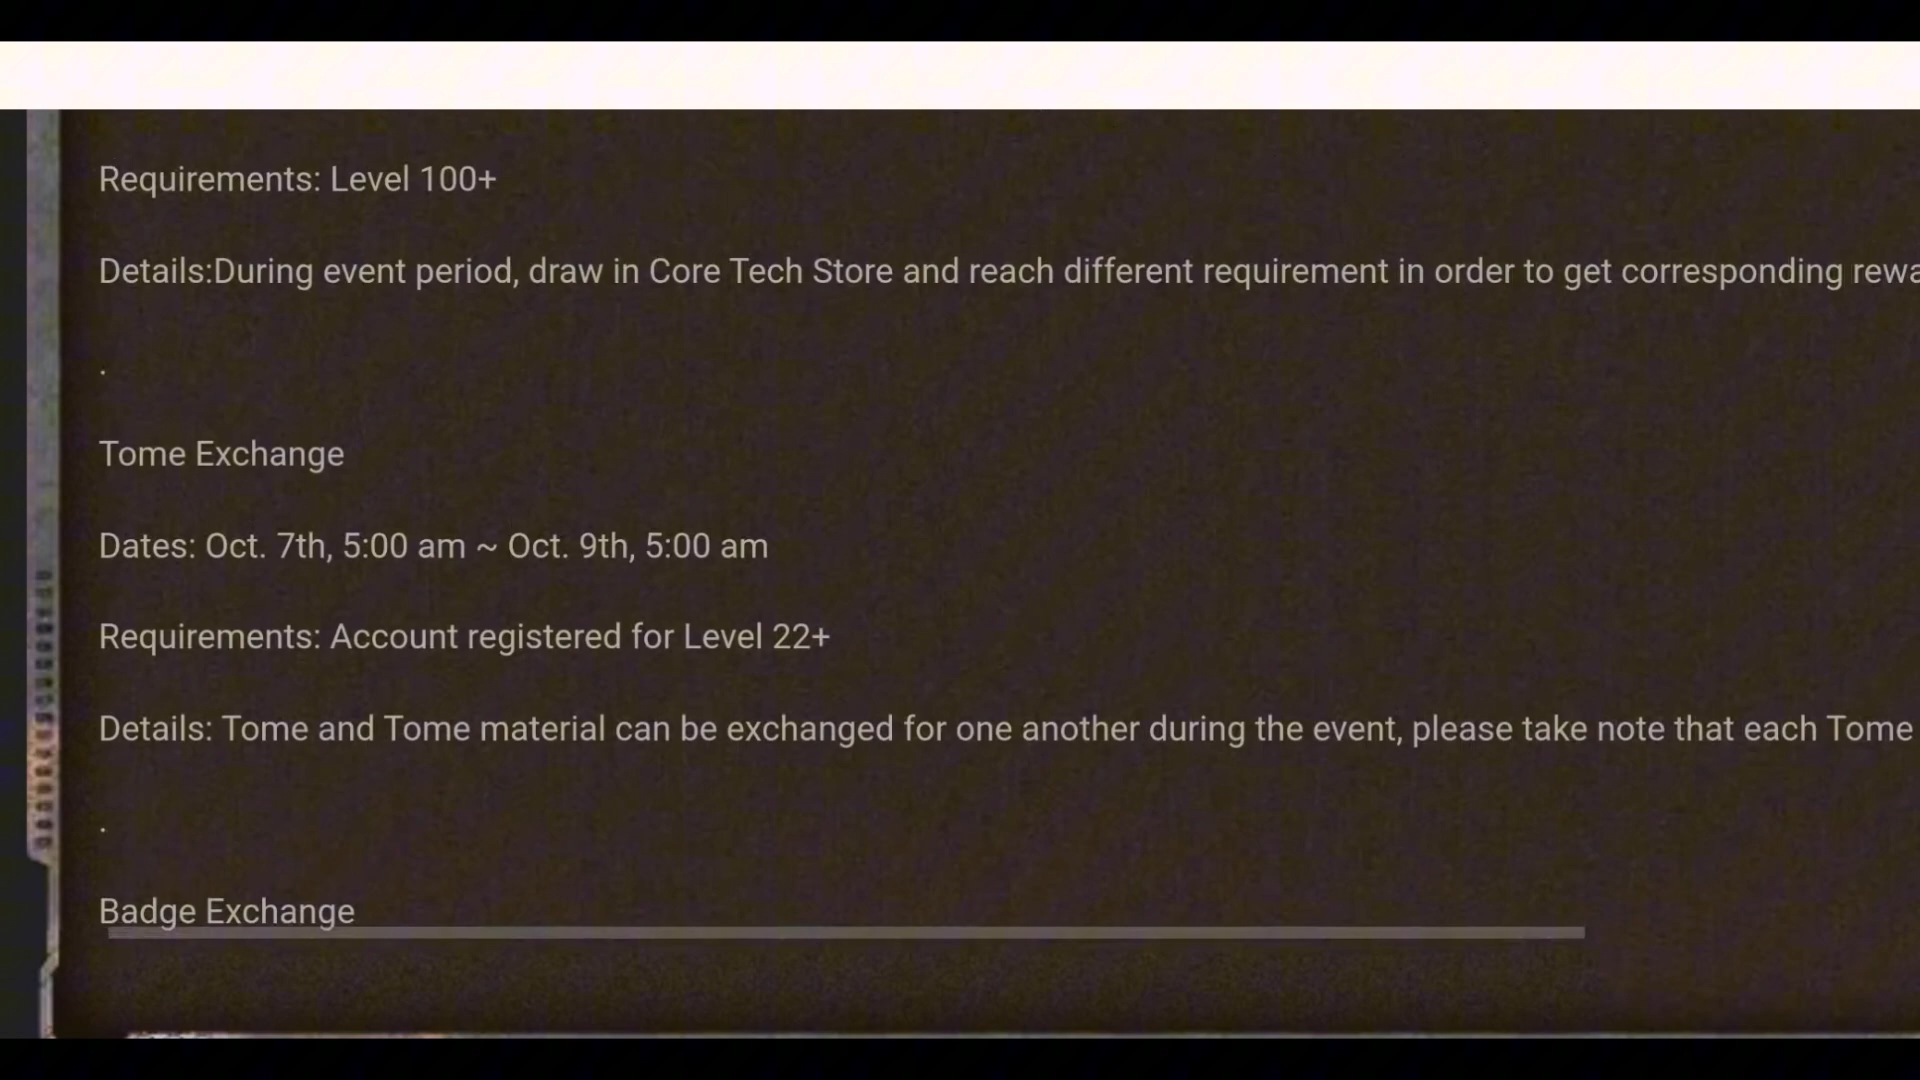 Requirements: Level 100+
Details:During event period, draw in Core Tech Store and reach different requirement in order to get corresponding
.
Tome Exchange
Dates: Oct. 7th, 5:00 am ~ Oct. 9th, 5:00 am
Requirements: Account registered for Level 22+
Details: Tome and Tome material can be exchanged for one another during the event, please take note that each Tome
.
Badge Exchange